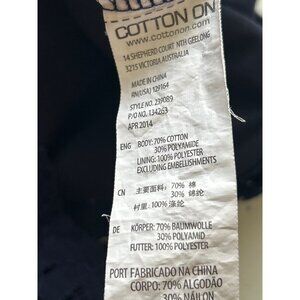 COTTON ON
www.cottonon.com
14 SHEPHERD COURT NTH GEELONG
3215 VICTORIA AUSTRALIA
MADE IN CHINA
RN(USA) 129164
STYLE NO. 239089
P/O NO. 134263
APR 2014
ENG BODY: 70% COTTON
30% POLYAMIDE
LINING: 100% POLYESTER
EXCLUDING EMBELLISHMENTS
CN 主要面料: 70% 棉
30% 锦纶
衬里: 100% 涤纶
DE KÖRPER: 70% BAUMWOLLE
30% POLYAMID
FUTTER: 100% POLYESTER
PORT FABRICADO NA CHINA
CORPO: 70% ALGODÃO
30% NÁILON